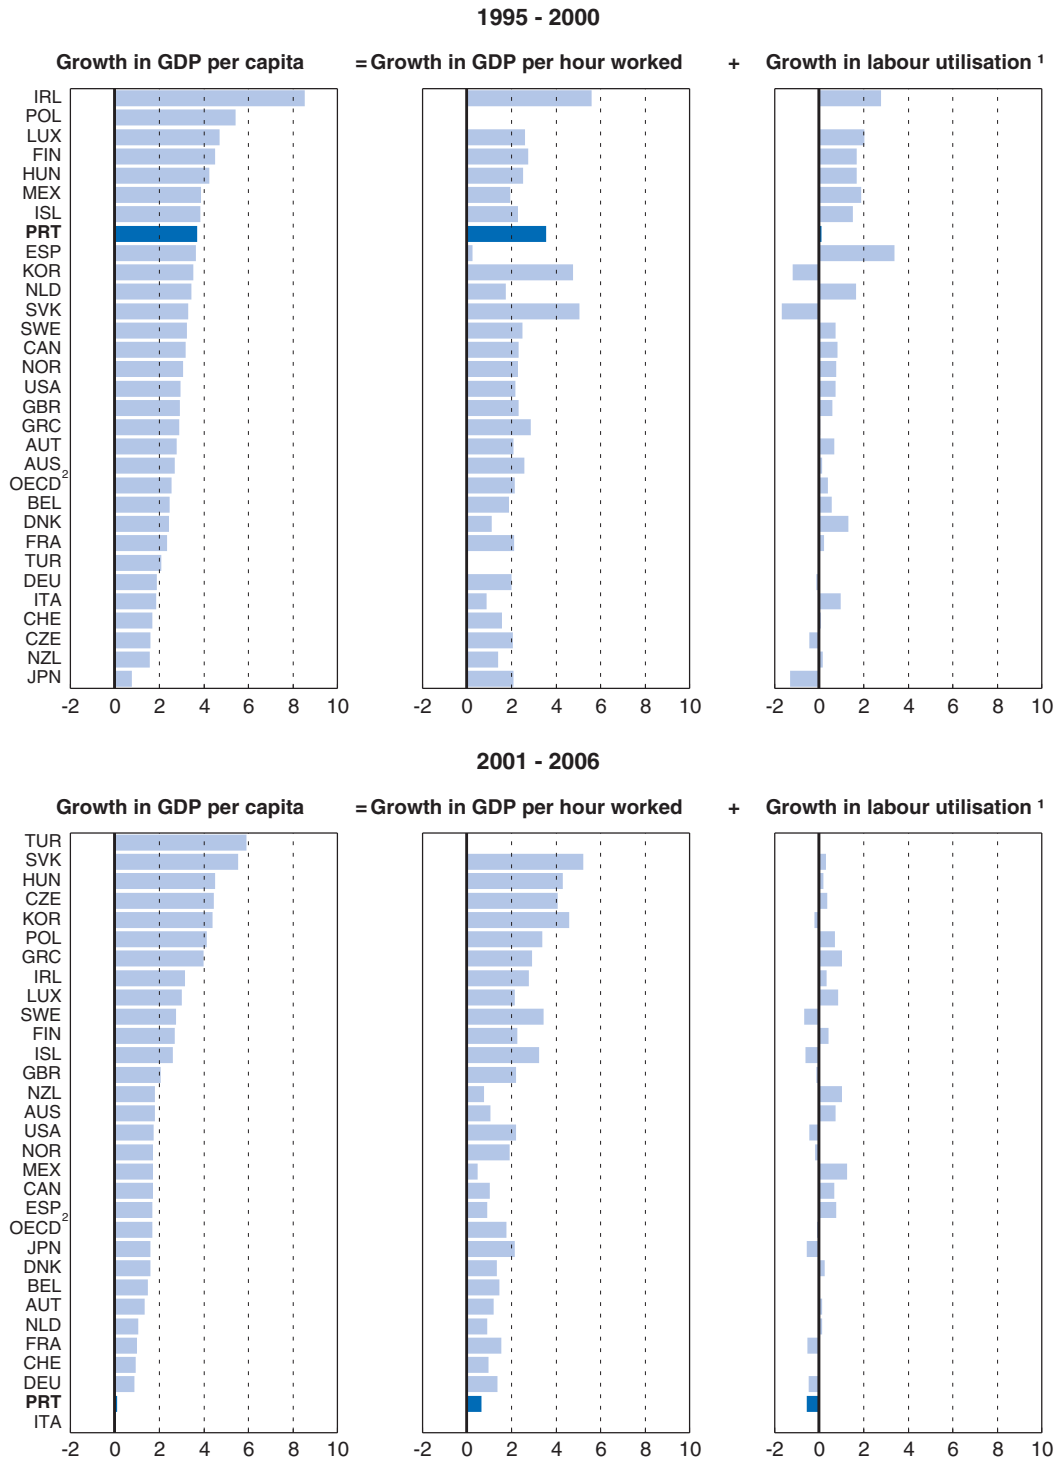 1995 - 2000
Growth in GDP per capita = Growth in GDP per hour worked + Growth in labour utilisation ¹
IRL
POL
LUX
FIN
HUN
MEX
ISL
PRT
ESP
KOR
NLD
SVK
SWE
CAN
NOR
USA
GBR
GRC
AUT
AUS
OECD²
BEL
DNK
FRA
TUR
DEU
ITA
CHE
CZE
NZL
JPN
-2 0 2 4 6 8 10 -2 0 2 4 6 8 10 -2 0 2 4 6 8 10
2001 - 2006
Growth in GDP per capita = Growth in GDP per hour worked + Growth in labour utilisation ¹
TUR
SVK
HUN
CZE
KOR
POL
GRC
IRL
LUX
SWE
FIN
ISL
GBR
NZL
AUS
USA
NOR
MEX
CAN
ESP
OECD²
JPN
DNK
BEL
AUT
NLD
FRA
CHE
DEU
PRT
ITA
-2 0 2 4 6 8 10 -2 0 2 4 6 8 10 -2 0 2 4 6 8 10